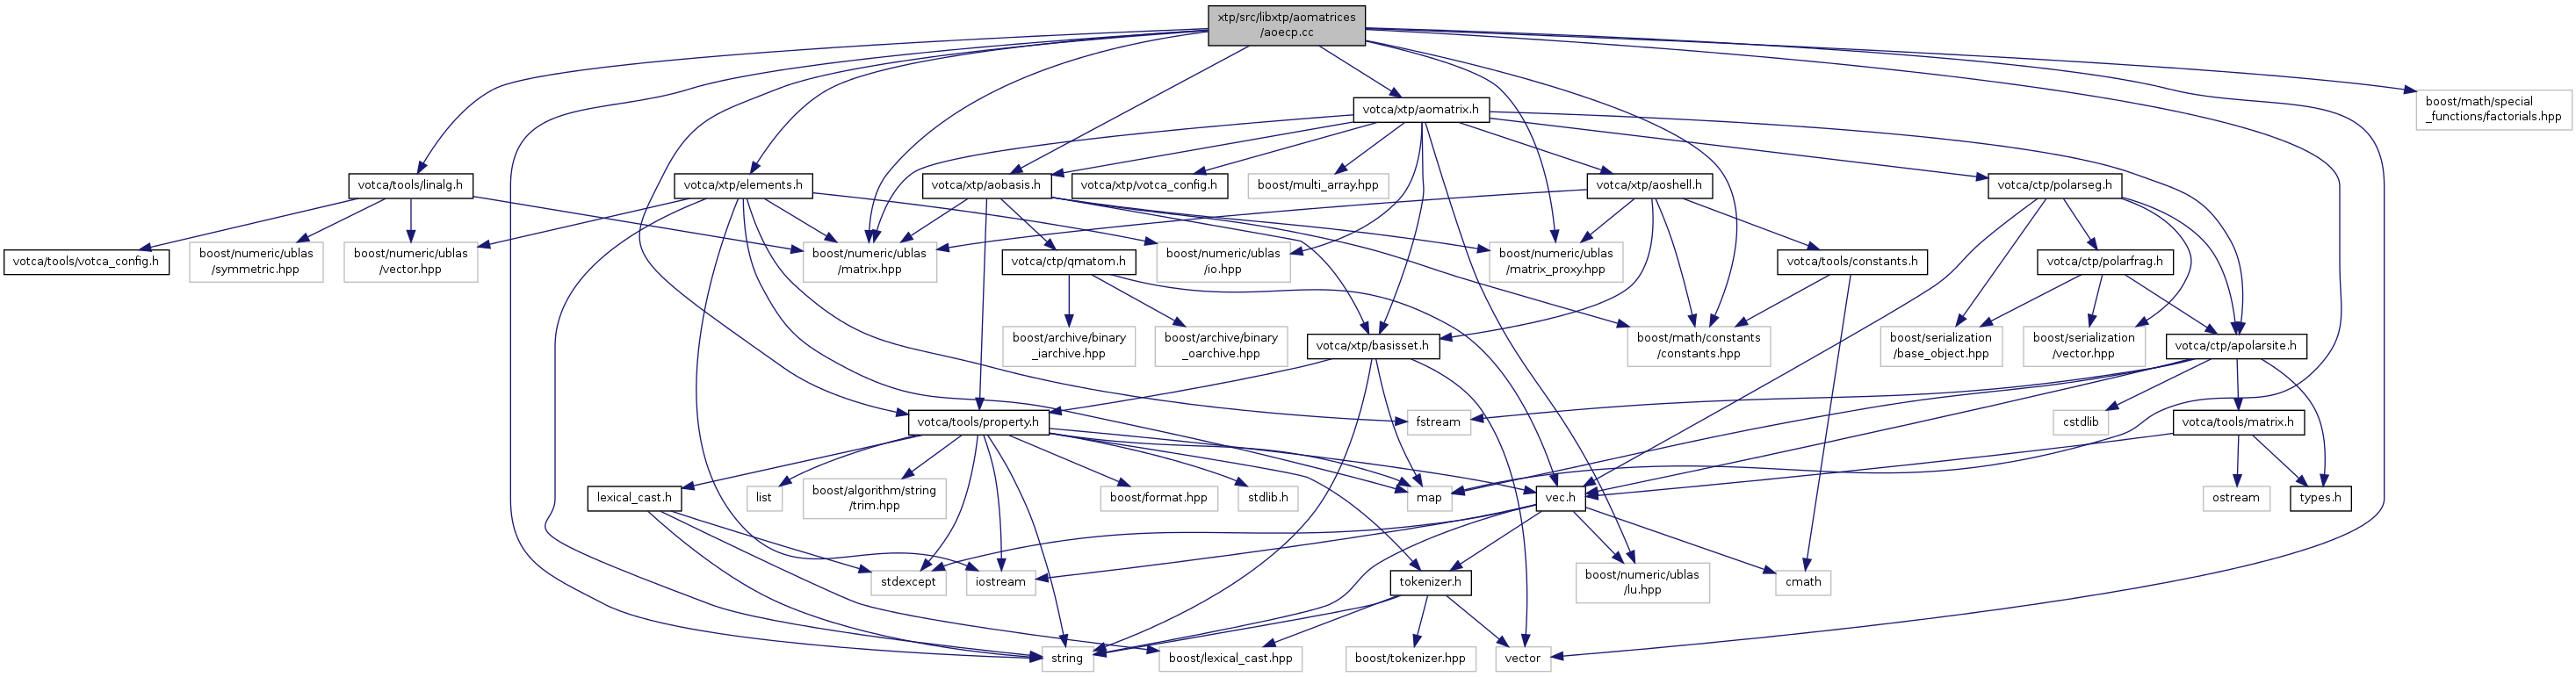 xtp/src/libxtp/aomatrices
/aoecp.cc
votca/xtp/aomatrix.h
boost/math/special
_functions/factorials.hpp
votca/tools/linalg.h
votca/xtp/elements.h
votca/xtp/aobasis.h
votca/xtp/votca_config.h
boost/multi_array.hpp
votca/xtp/aoshell.h
votca/ctp/polarseg.h
votca/tools/votca_config.h
boost/numeric/ublas
/symmetric.hpp
boost/numeric/ublas
/vector.hpp
boost/numeric/ublas
/matrix.hpp
votca/ctp/qmatom.h
boost/numeric/ublas
/io.hpp
boost/numeric/ublas
/matrix_proxy.hpp
votca/tools/constants.h
votca/ctp/polarfrag.h
boost/archive/binary
_iarchive.hpp
boost/archive/binary
_oarchive.hpp
votca/xtp/basisset.h
boost/math/constants
/constants.hpp
boost/serialization
/base_object.hpp
boost/serialization
/vector.hpp
votca/ctp/apolarsite.h
votca/tools/property.h
fstream
cstdlib
votca/tools/matrix.h
lexical_cast.h
list
boost/algorithm/string
/trim.hpp
boost/format.hpp
stdlib.h
map
vec.h
ostream
types.h
stdexcept
iostream
tokenizer.h
boost/numeric/ublas
/lu.hpp
cmath
string
boost/lexical_cast.hpp
boost/tokenizer.hpp
vector